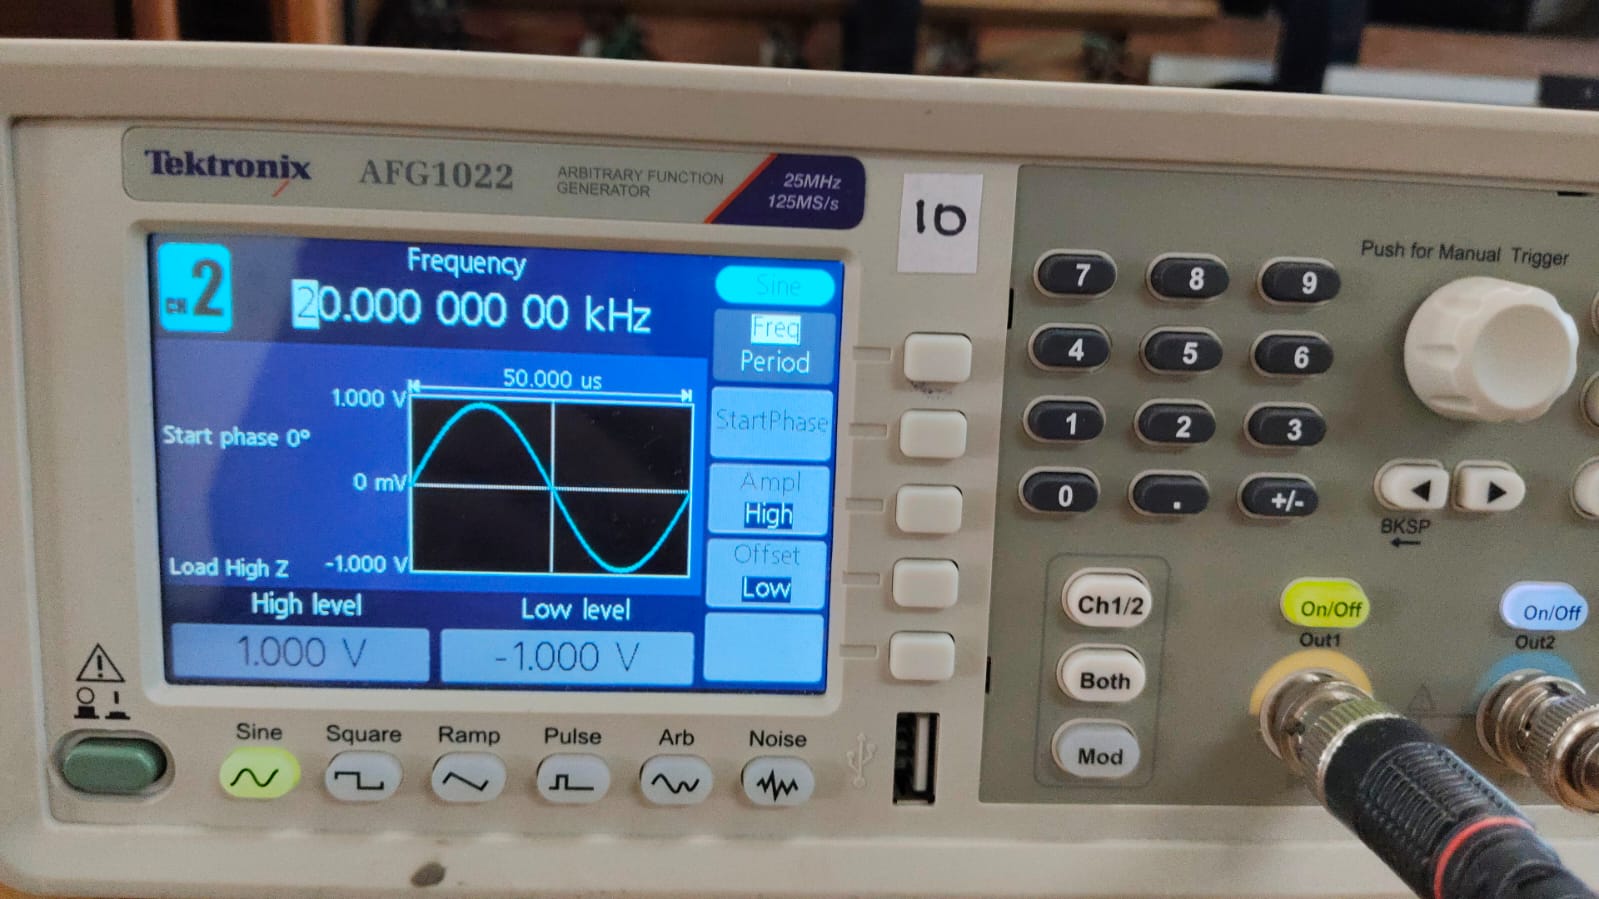 Tektronix AFG1022 ARBITRARY FUNCTION GENERATOR 25MHz 125MS/s
10
CH 2
Frequency
20.000 000 00 kHz
Sine
Freq
Period
StartPhase
Ampl
High
Offset
Low
50.000 us
1.000 V
Start phase 0°
0 mV
Load High Z
-1.000 V
High level
Low level
1.000 V
-1.000 V
Sine Square Ramp Pulse Arb Noise
7 8 9
4 5 6
1 2 3
0 . +/-
Push for Manual Trigger
BKSP
Ch1/2
Both
Mod
On/Off
Out1
On/Off
Out2